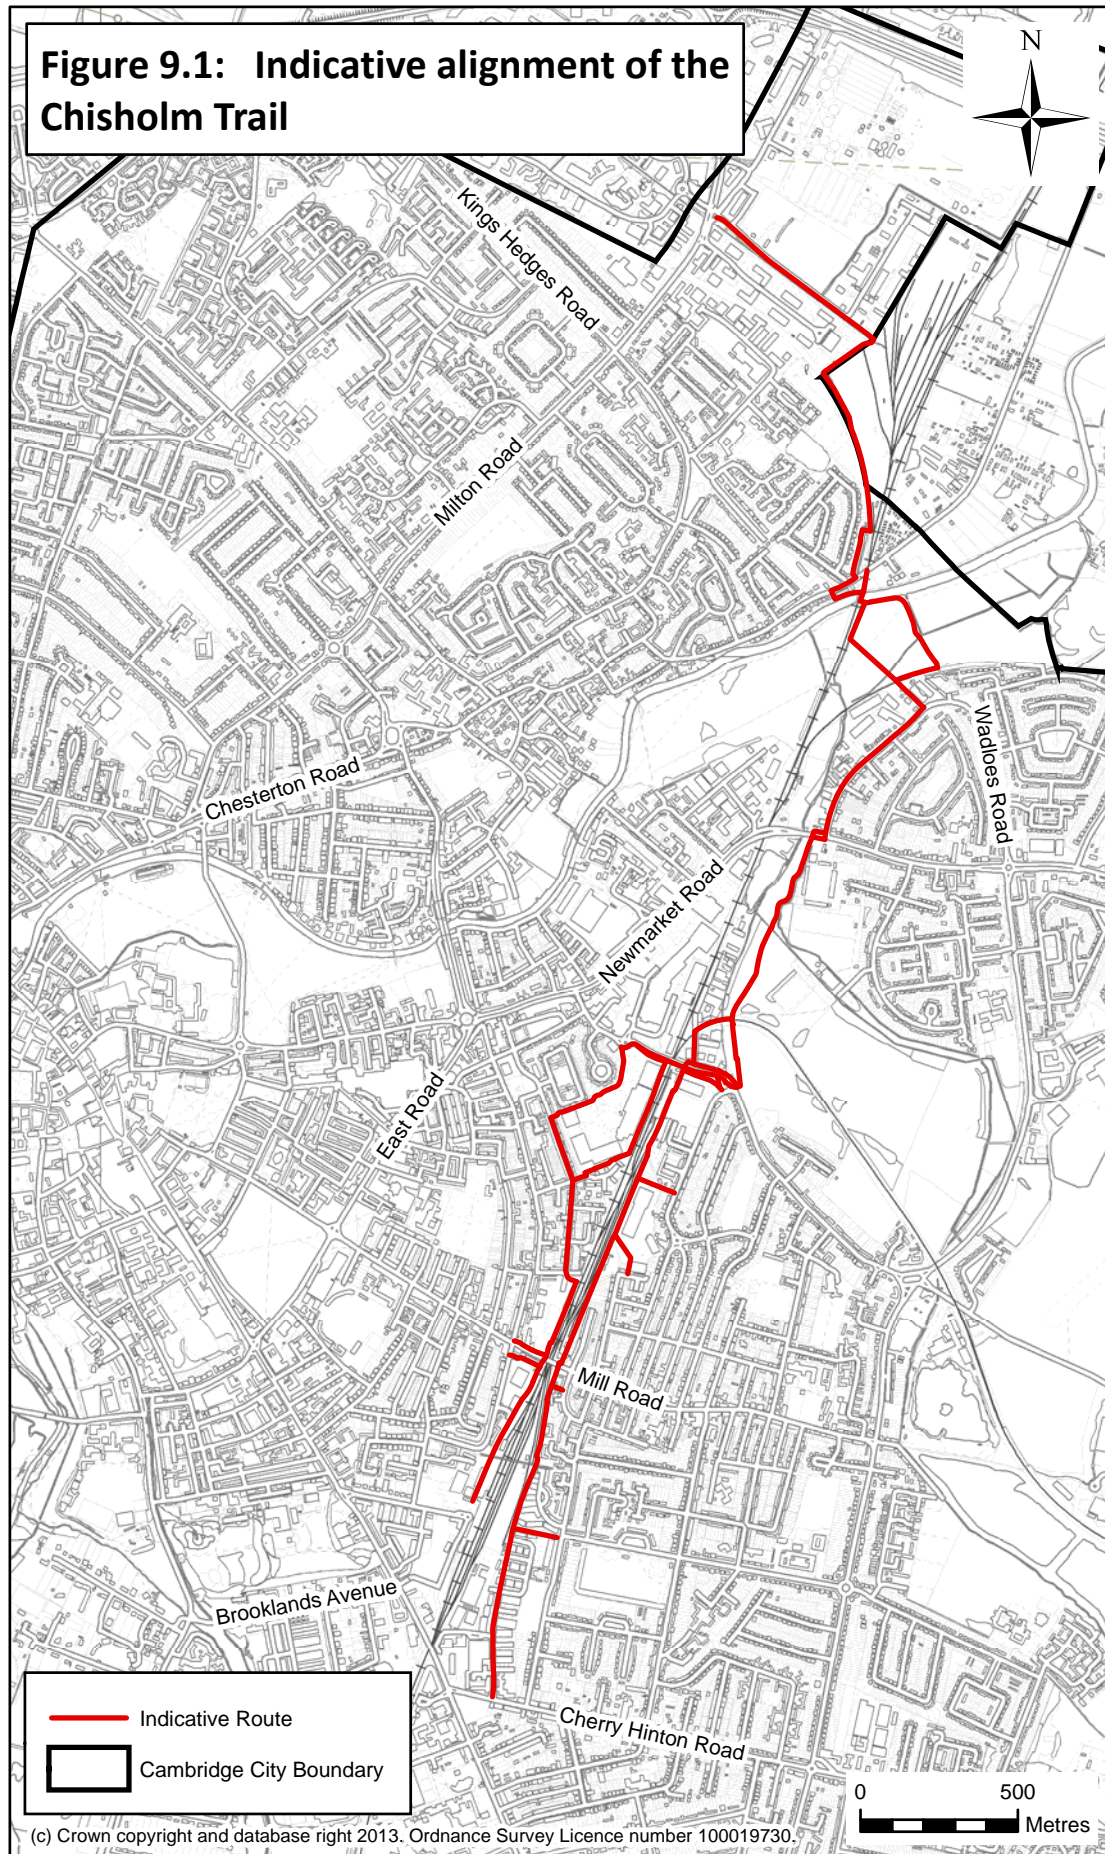 Figure 9.1: Indicative alignment of the
Chisholm Trail
N
Kings Hedges Road
Milton Road
Wadloes Road
Chesterton Road
Newmarket Road
East Road
Mill Road
Brooklands Avenue
Cherry Hinton Road
Indicative Route
Cambridge City Boundary
0 500
Metres
(c) Crown copyright and database right 2013. Ordnance Survey Licence number 100019730.